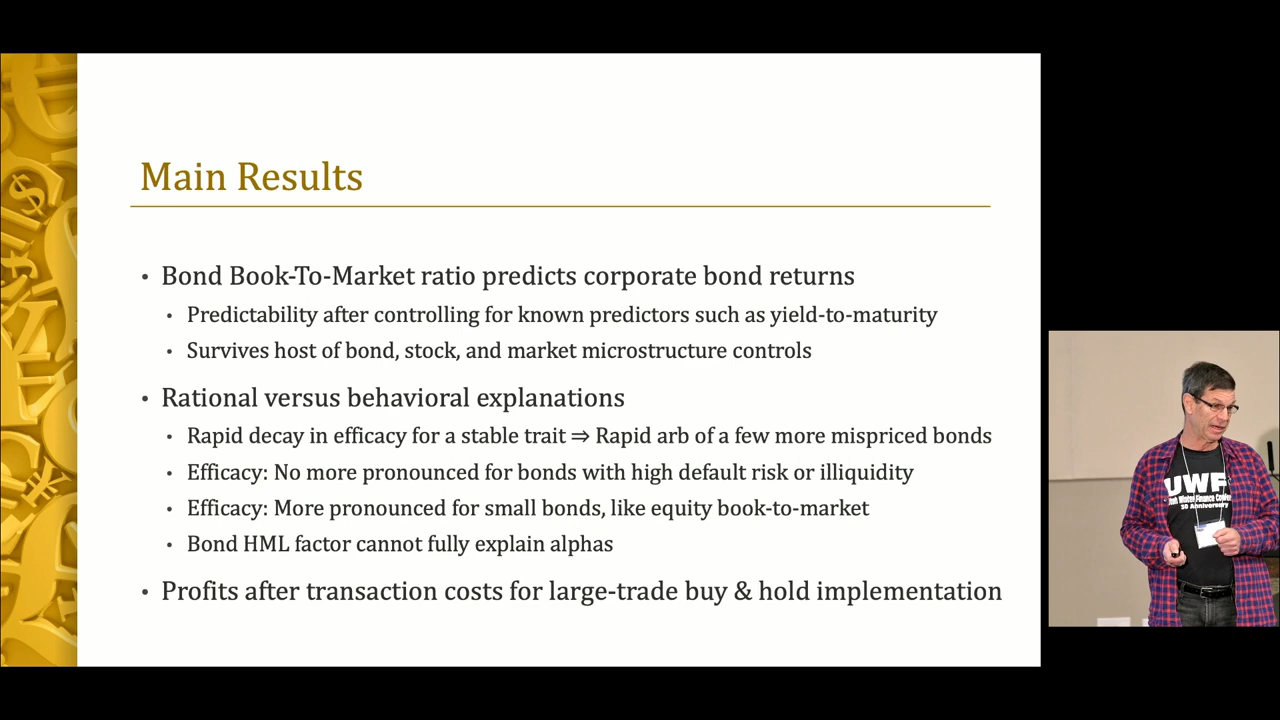 Main Results
• Bond Book-To-Market ratio predicts corporate bond returns
• Predictability after controlling for known predictors such as yield-to-maturity
• Survives host of bond, stock, and market microstructure controls
• Rational versus behavioral explanations
• Rapid decay in efficacy for a stable trait ⇒ Rapid arb of a few more mispriced bonds
• Efficacy: No more pronounced for bonds with high default risk or illiquidity
• Efficacy: More pronounced for small bonds, like equity book-to-market
• Bond HML factor cannot fully explain alphas
• Profits after transaction costs for large-trade buy & hold implementation
UWF
Winter Finance
Anniversary